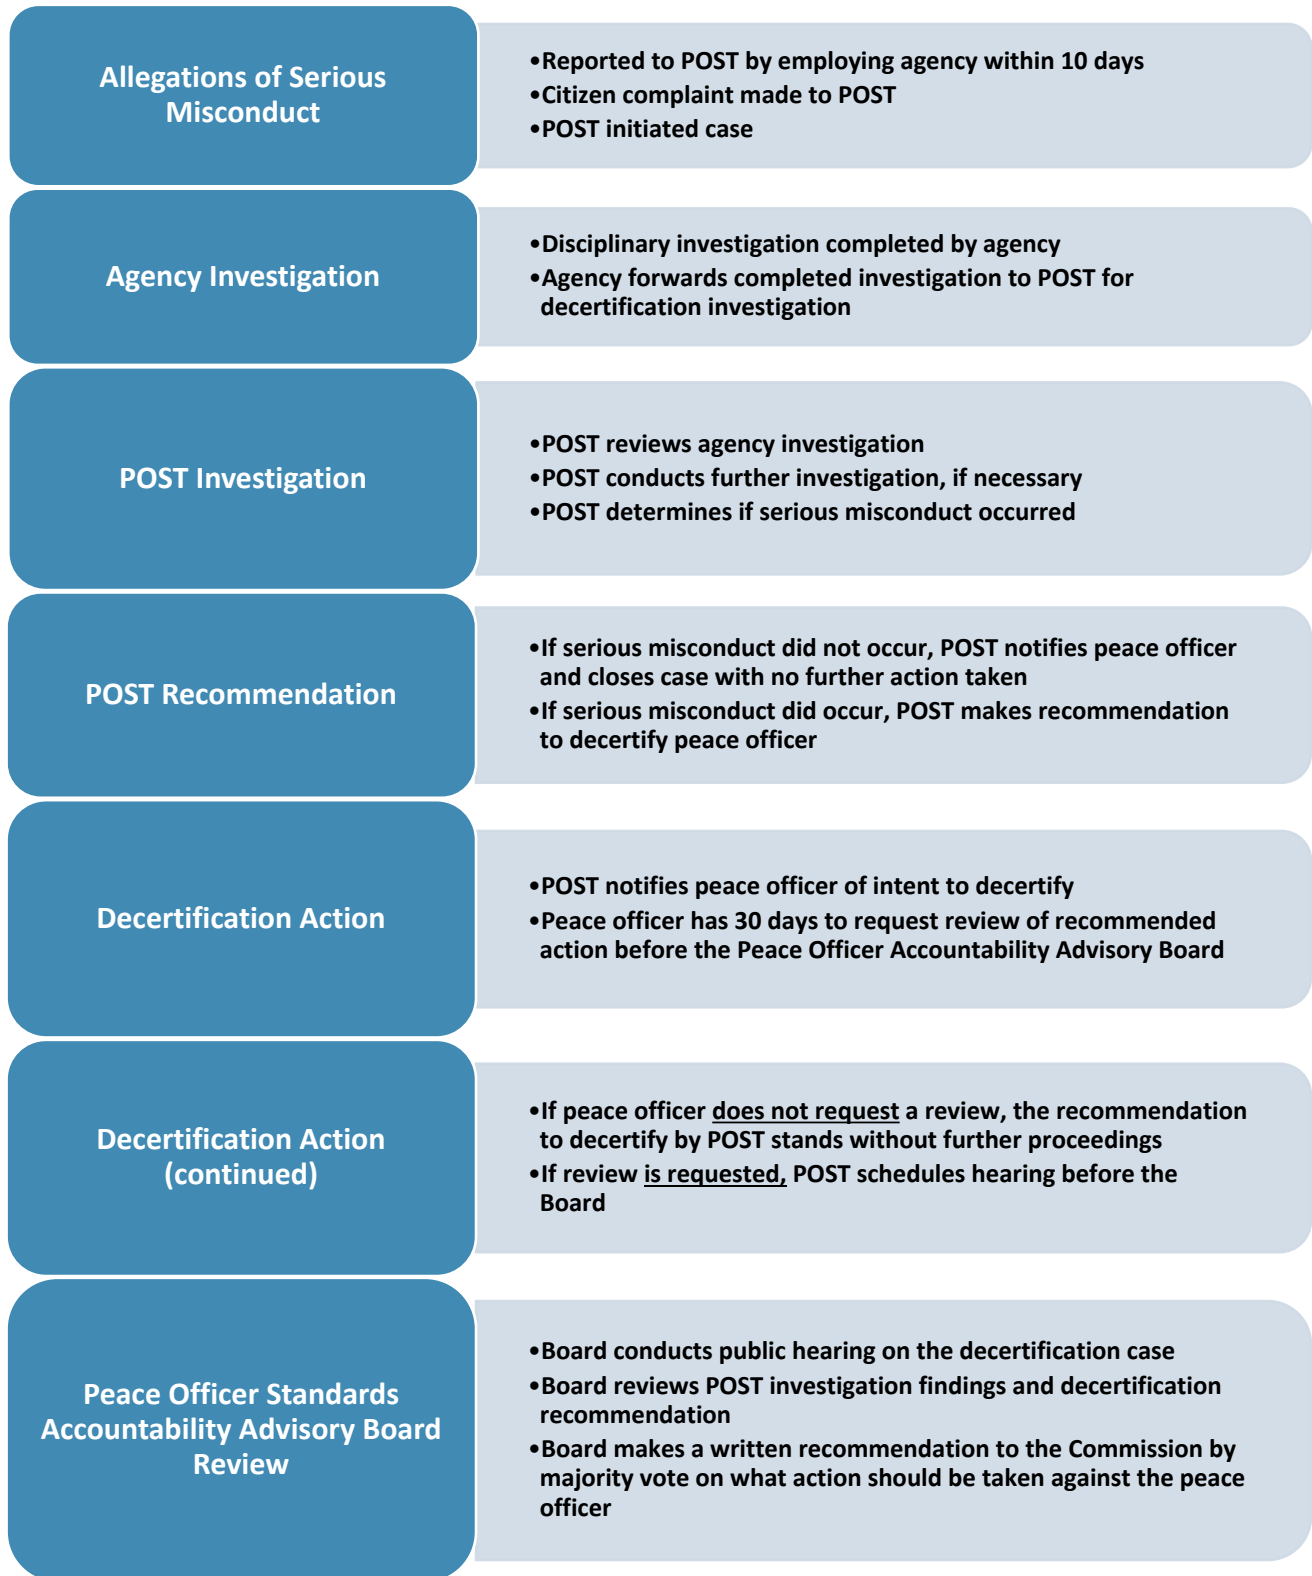 Allegations of Serious
Misconduct
•Reported to POST by employing agency within 10 days
•Citizen complaint made to POST
•POST initiated case
Agency Investigation
•Disciplinary investigation completed by agency
•Agency forwards completed investigation to POST for
decertification investigation
POST Investigation
•POST reviews agency investigation
•POST conducts further investigation, if necessary
•POST determines if serious misconduct occurred
POST Recommendation
•If serious misconduct did not occur, POST notifies peace officer
and closes case with no further action taken
•If serious misconduct did occur, POST makes recommendation
to decertify peace officer
Decertification Action
•POST notifies peace officer of intent to decertify
•Peace officer has 30 days to request review of recommended
action before the Peace Officer Accountability Advisory Board
Decertification Action
(continued)
•If peace officer does not request a review, the recommendation
to decertify by POST stands without further proceedings
•If review is requested, POST schedules hearing before the
Board
Peace Officer Standards
Accountability Advisory Board
Review
•Board conducts public hearing on the decertification case
•Board reviews POST investigation findings and decertification
recommendation
•Board makes a written recommendation to the Commission by
majority vote on what action should be taken against the peace
officer